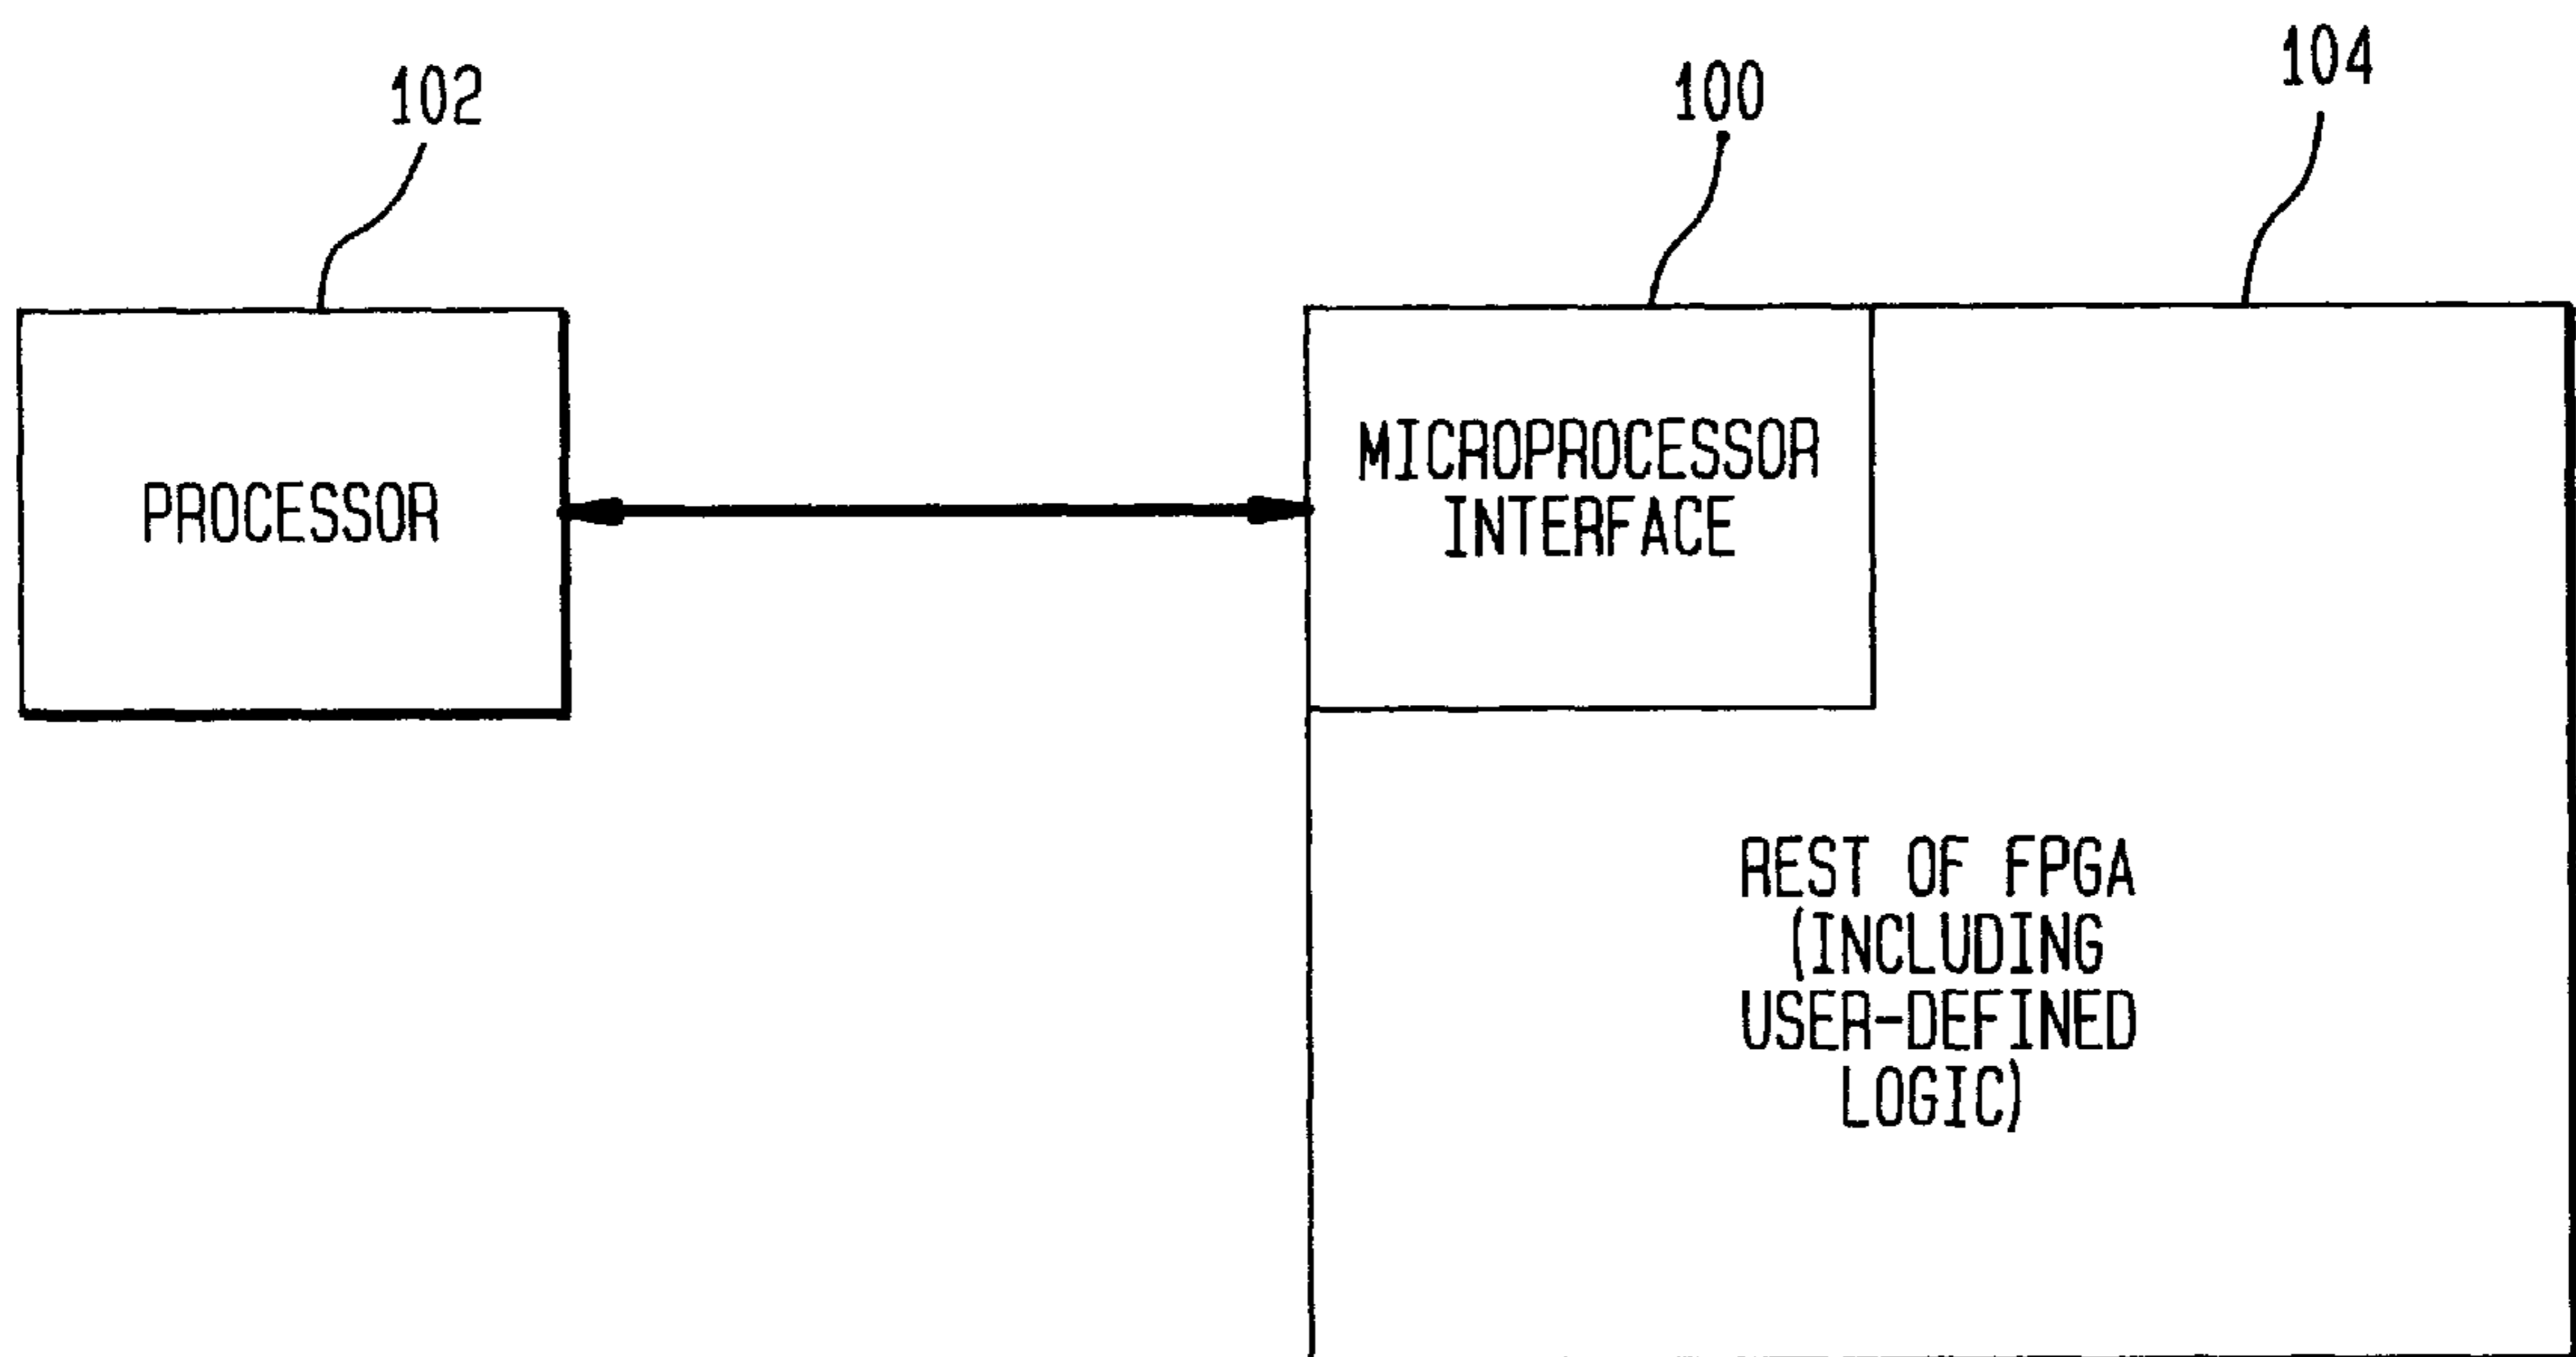 102
100
104
PROCESSOR
MICROPROCESSOR
INTERFACE
REST OF FPGA
(INCLUDING
USER-DEFINED
LOGIC)